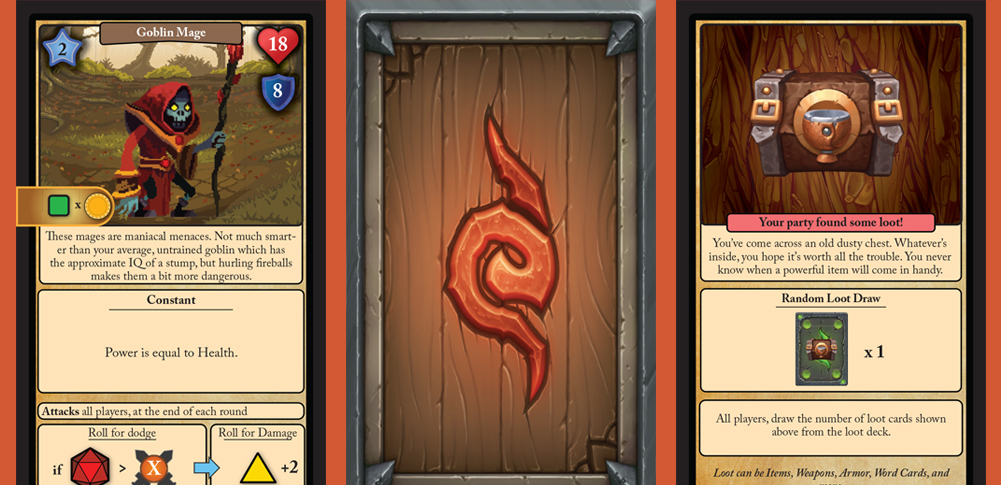 Goblin Mage
2
18
8
x
These mages are maniacal menaces. Not much smart-
er than your average, untrained goblin which has
the approximate IQ of a stump, but hurling fireballs
makes them a bit more dangerous.
Constant
Power is equal to Health.
Attacks all players, at the end of each round
Roll for dodge
Roll for Damage
if
>
X
+2
Your party found some loot!
You've come across an old dusty chest. Whatever's
inside, you hope it's worth all the trouble. You never
know when a powerful item will come in handy.
Random Loot Draw
x 1
All players, draw the number of loot cards shown
above from the loot deck.
Loot can be Items, Weapons, Armor, Word Cards, and